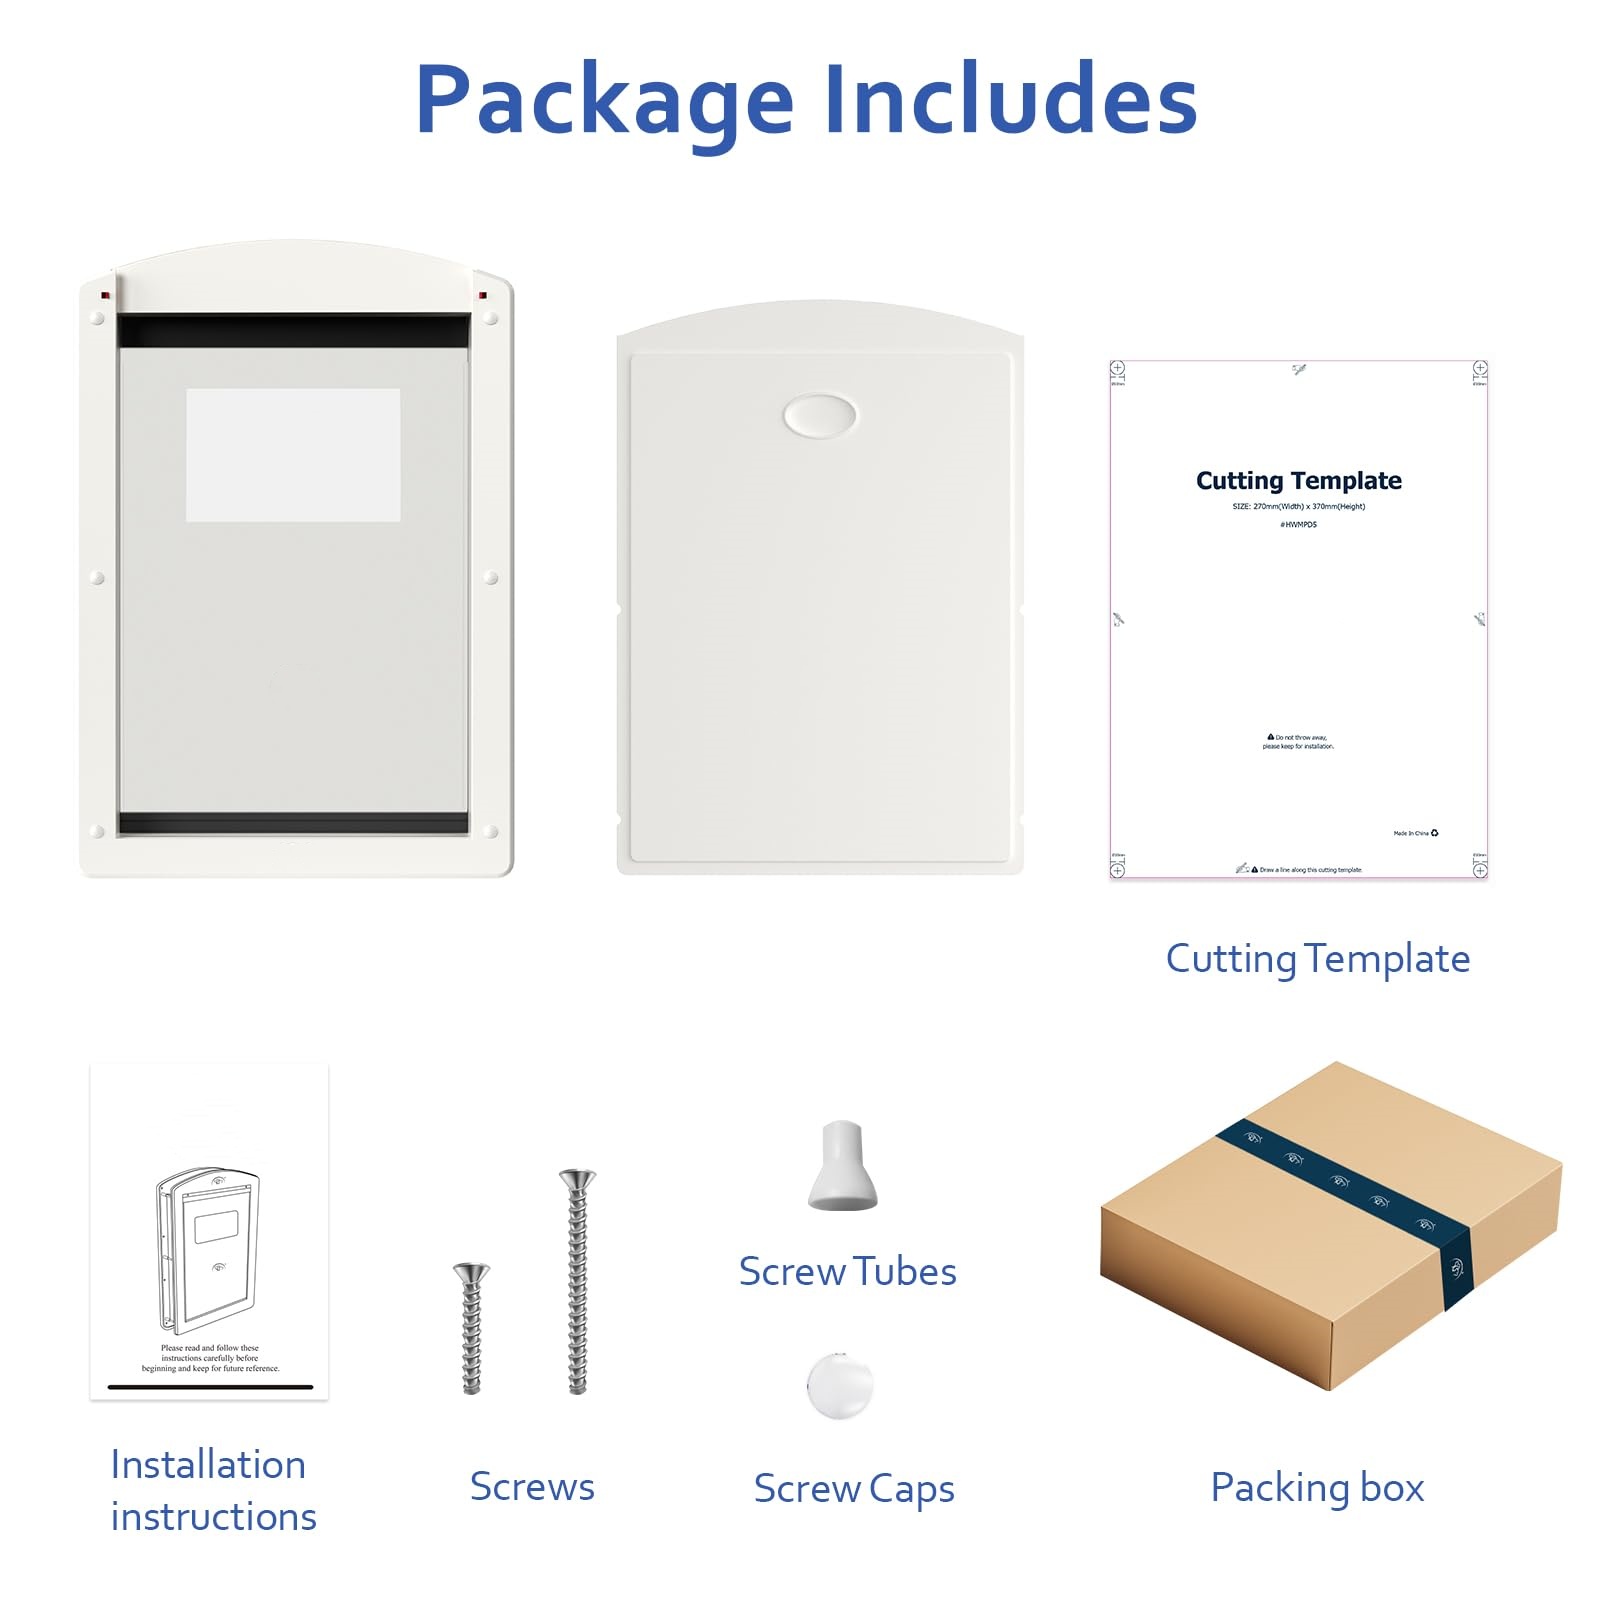 Package Includes
Cutting Template
SIZE: 270mm(Width) x 370mm(Height)
#HWMPD5
Do not throw away,
please keep for installation.
Made In China
Draw a line along this cutting template.
Cutting Template
Please read and follow these
instructions carefully before
beginning and keep for future reference.
Installation
instructions
Screws
Screw Tubes
Screw Caps
Packing box